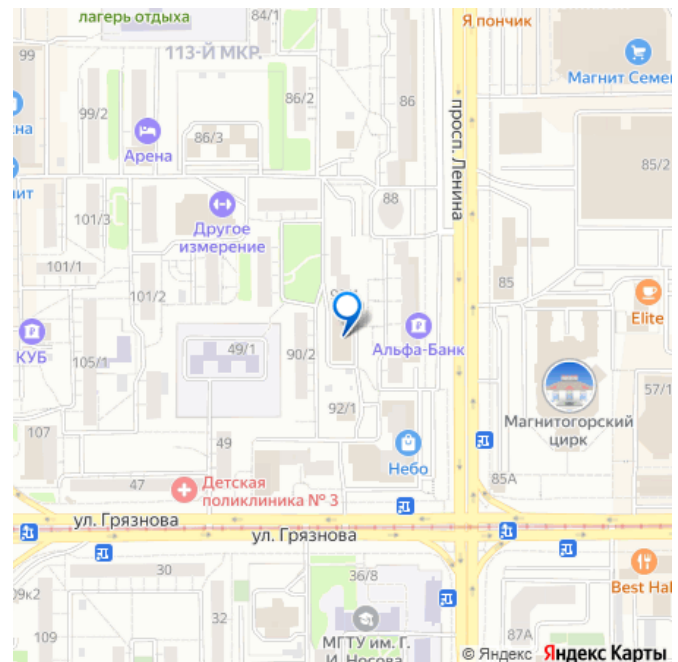 лагерь отдыха
84/1
Я пончик
99
113-Й МКР.
Магнит Семе
86/2
86
99/2
Арена
86/3
просп. Ленина
85/2
101/3
Другое
измерение
88
101/1
101/2
85
Elite
КУБ
105/1
49/1
90/2
Альфа-Банк
57/1
92/1
Магнитогорский
цирк
107
49
Небо
85А
47
Детская
поликлиника № 3
ул. Грязнова
ул. Грязнова
30
36/8
Best Hal
09к2
32
109
МГТУ им. Г.
И. Носова
87А
© Яндекс Яндекс Карты